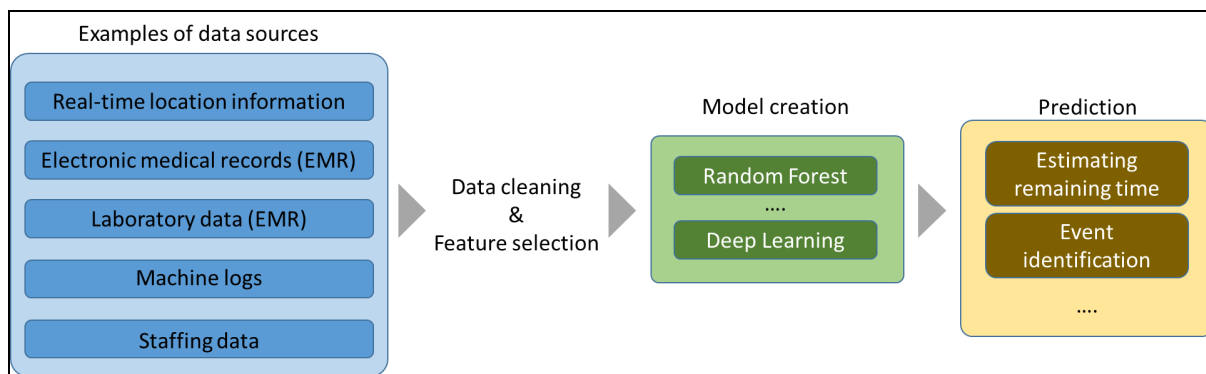 Examples of data sources
Real-time location information
Electronic medical records (EMR)
Laboratory data (EMR)
Machine logs
Staffing data
Data cleaning
&
Feature selection
Model creation
Random Forest
....
Deep Learning
Prediction
Estimating
remaining time
Event
identification
....